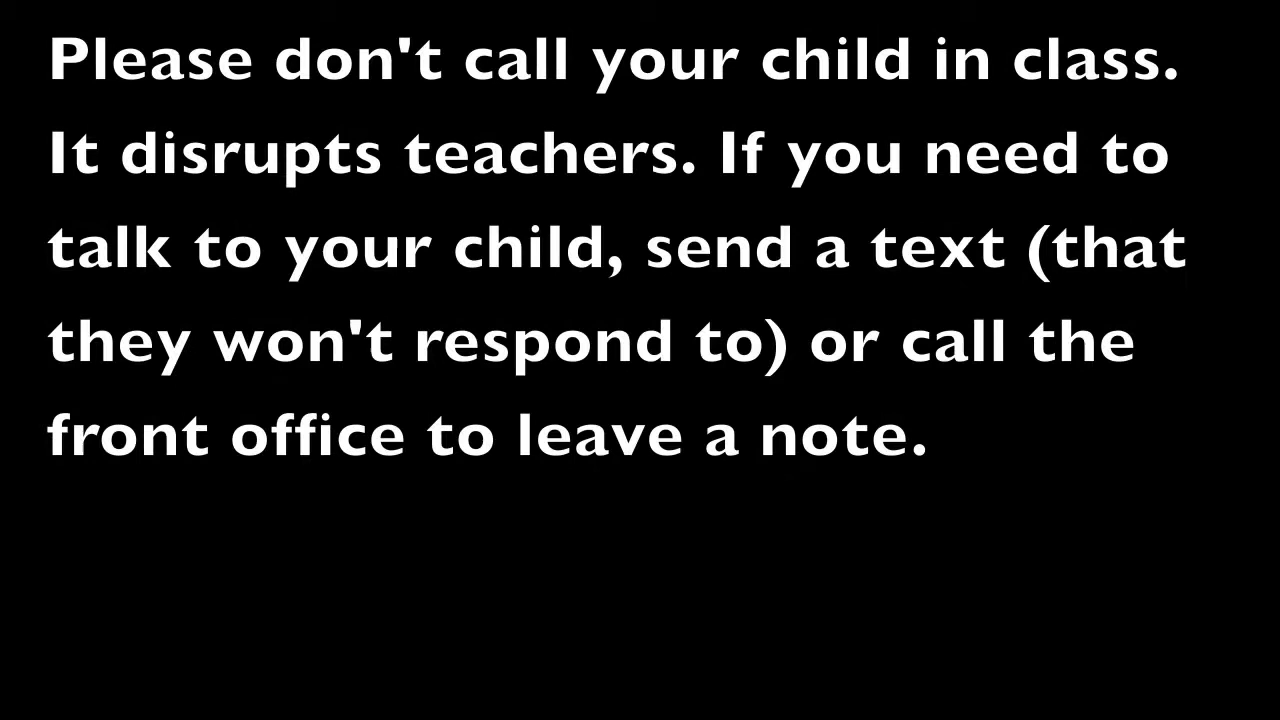 Please don't call your child in class.
It disrupts teachers. If you need to
talk to your child, send a text (that
they won't respond to) or call the
front office to leave a note.